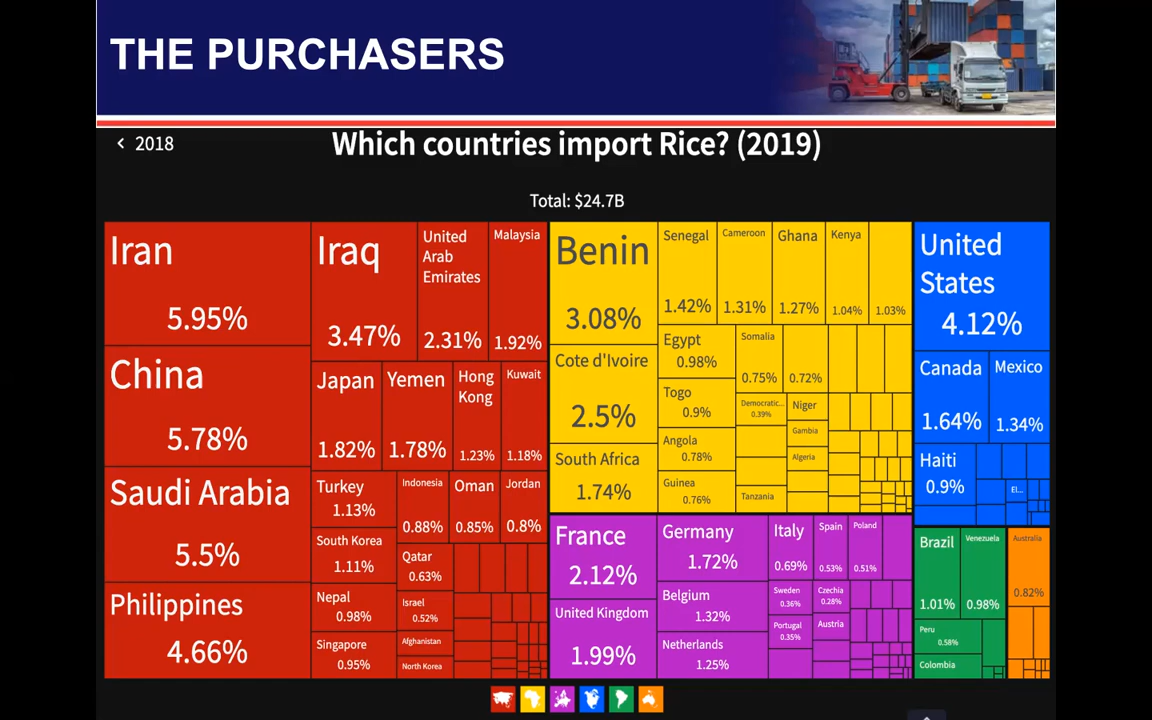 THE PURCHASERS
< 2018
Which countries import Rice? (2019)
Total: $24.7B
Iran
5.95%
China
5.78%
Saudi Arabia
5.5%
Philippines
4.66%
Iraq
3.47%
United
Arab
Emirates
2.31%
Malaysia
1.92%
Japan
1.82%
Yemen
1.78%
Hong
Kong
1.23%
Kuwait
1.18%
Turkey
1.13%
South Korea
1.11%
Nepal
0.98%
Singapore
0.95%
Indonesia
0.88%
Oman
0.85%
Jordan
0.8%
Qatar
0.63%
Israel
0.52%
Afghanistan
North Korea
Benin
3.08%
Cote d'Ivoire
2.5%
South Africa
1.74%
Senegal
1.42%
Cameroon
1.31%
Ghana
1.27%
Kenya
1.04%
1.03%
Egypt
0.98%
Togo
0.9%
Angola
0.78%
Guinea
0.76%
Somalia
0.75%
0.72%
Democratic...
0.39%
Niger
Gambia
Algeria
Tanzania
France
2.12%
United Kingdom
1.99%
Germany
1.72%
Belgium
1.32%
Netherlands
1.25%
Italy
0.69%
Spain
0.53%
Poland
0.51%
Sweden
0.36%
Czechia
0.28%
Portugal
0.35%
Austria
United
States
4.12%
Canada
1.64%
Mexico
1.34%
Haiti
0.9%
El...
Brazil
1.01%
Venezuela
0.98%
Peru
0.58%
Colombia
Australia
0.82%